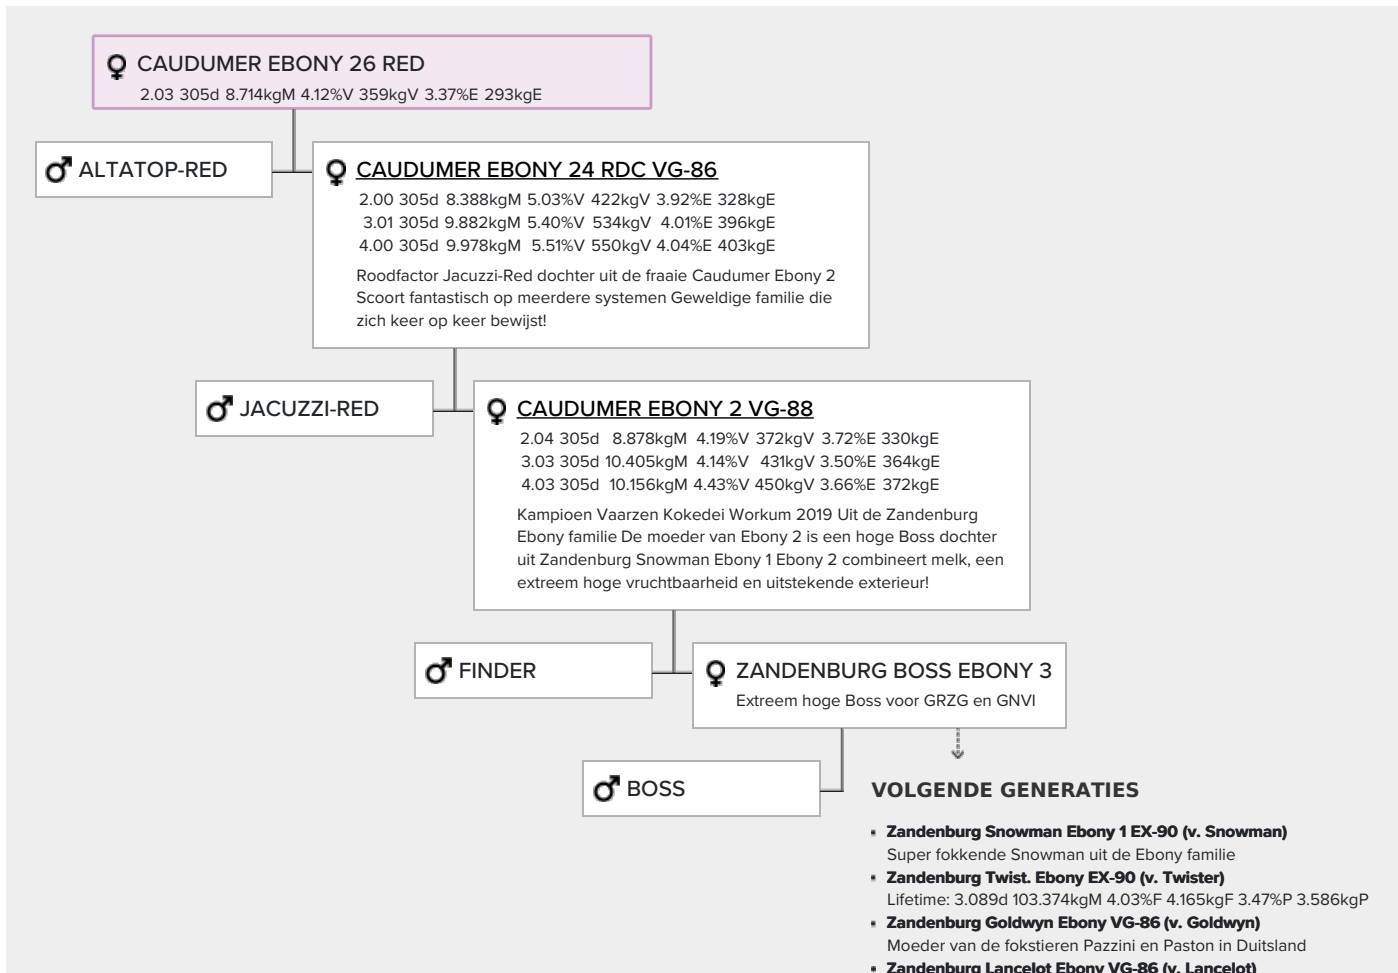 CAUDUMER EBONY 26 RED
2.03 305d 8.714kgM 4.12%V 359kgV 3.37%E 293kgE
ALTATOP-RED
CAUDUMER EBONY 24 RDC VG-86
2.00 305d 8.388kgM 5.03%V 422kgV 3.92%E 328kgE
3.01 305d 9.882kgM 5.40%V 534kgV 4.01%E 396kgE
4.00 305d 9.978kgM 5.51%V 550kgV 4.04%E 403kgE
Roodfactor Jacuzzi-Red dochter uit de fraaie Caudumer Ebony 2
Scoort fantastisch op meerdere systemen Geweldige familie die
zich keer op keer bewijst!
JACUZZI-RED
CAUDUMER EBONY 2 VG-88
2.04 305d 8.878kgM 4.19%V 372kgV 3.72%E 330kgE
3.03 305d 10.405kgM 4.14%V 431kgV 3.50%E 364kgE
4.03 305d 10.156kgM 4.43%V 450kgV 3.66%E 372kgE
Kampioen Vaarzen Kokedei Workum 2019 Uit de Zandenburg
Ebony familie De moeder van Ebony 2 is een hoge Boss dochter
uit Zandenburg Snowman Ebony 1 Ebony 2 combineert melk, een
extreem hoge vruchtbaarheid en uitstekende exterieur!
FINDER
ZANDENBURG BOSS EBONY 3
Extreem hoge Boss voor GRZG en GNVI
BOSS
VOLGENDE GENERATIES
Zandenburg Snowman Ebony 1 EX-90 (v. Snowman)
Super fokkende Snowman uit de Ebony familie
Zandenburg Twist. Ebony EX-90 (v. Twister)
Lifetime: 3.089d 103.374kgM 4.03%F 4.165kgF 3.47%P 3.586kgP
Zandenburg Goldwyn Ebony VG-86 (v. Goldwyn)
Moeder van de fokstieren Pazzini en Paston in Duitsland
Zandenburg Lancelot Ebony VG-86 (v. Lancelot)